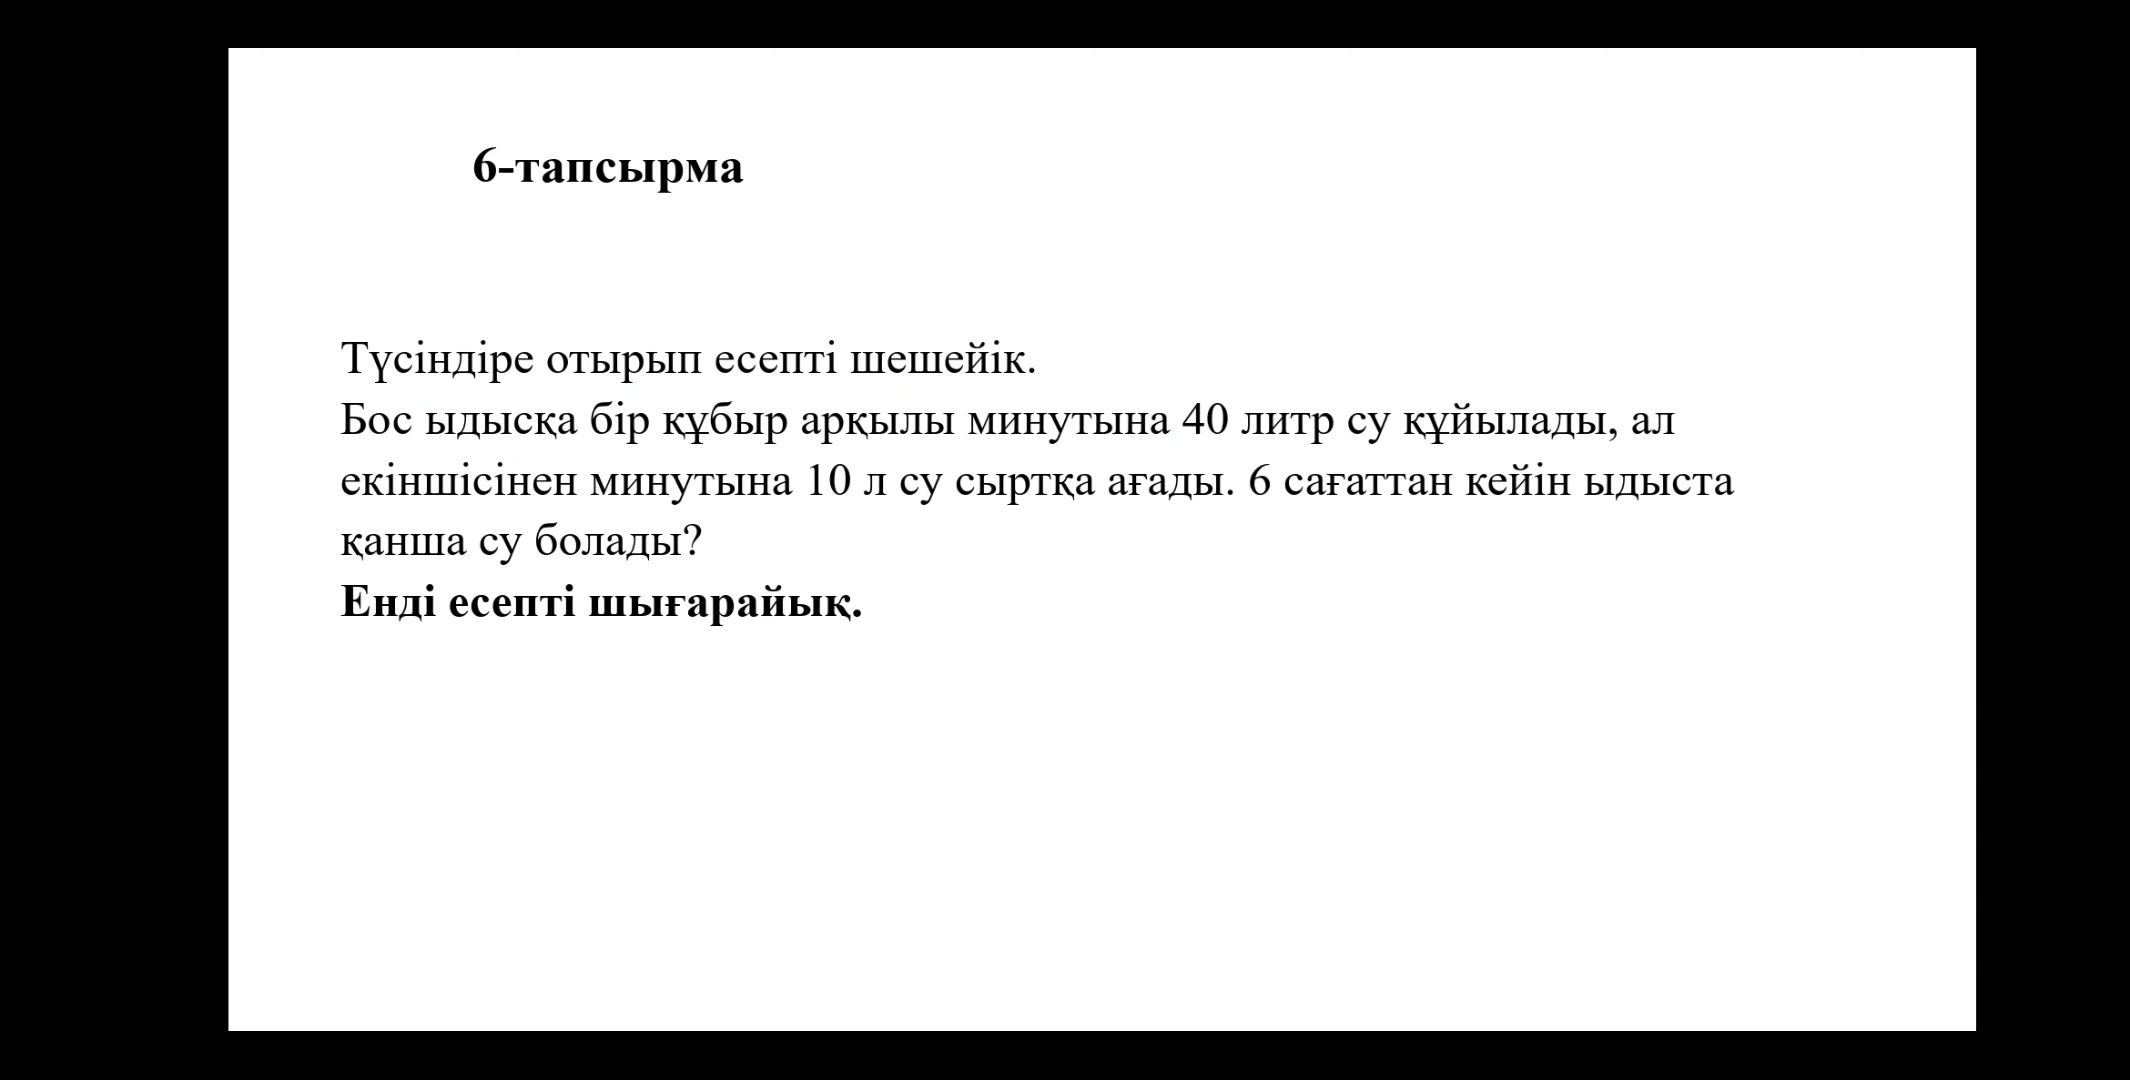 6-тапсырма
Түсіндіре отырып есепті шешейік.
Бос ыдысқа бір құбыр арқылы минутына 40 литр су құйылады, ал
екіншісінен минутына 10 л су сыртқа ағады. 6 сағаттан кейін ыдыста
қанша су болады?
Енді есепті шығарайық.